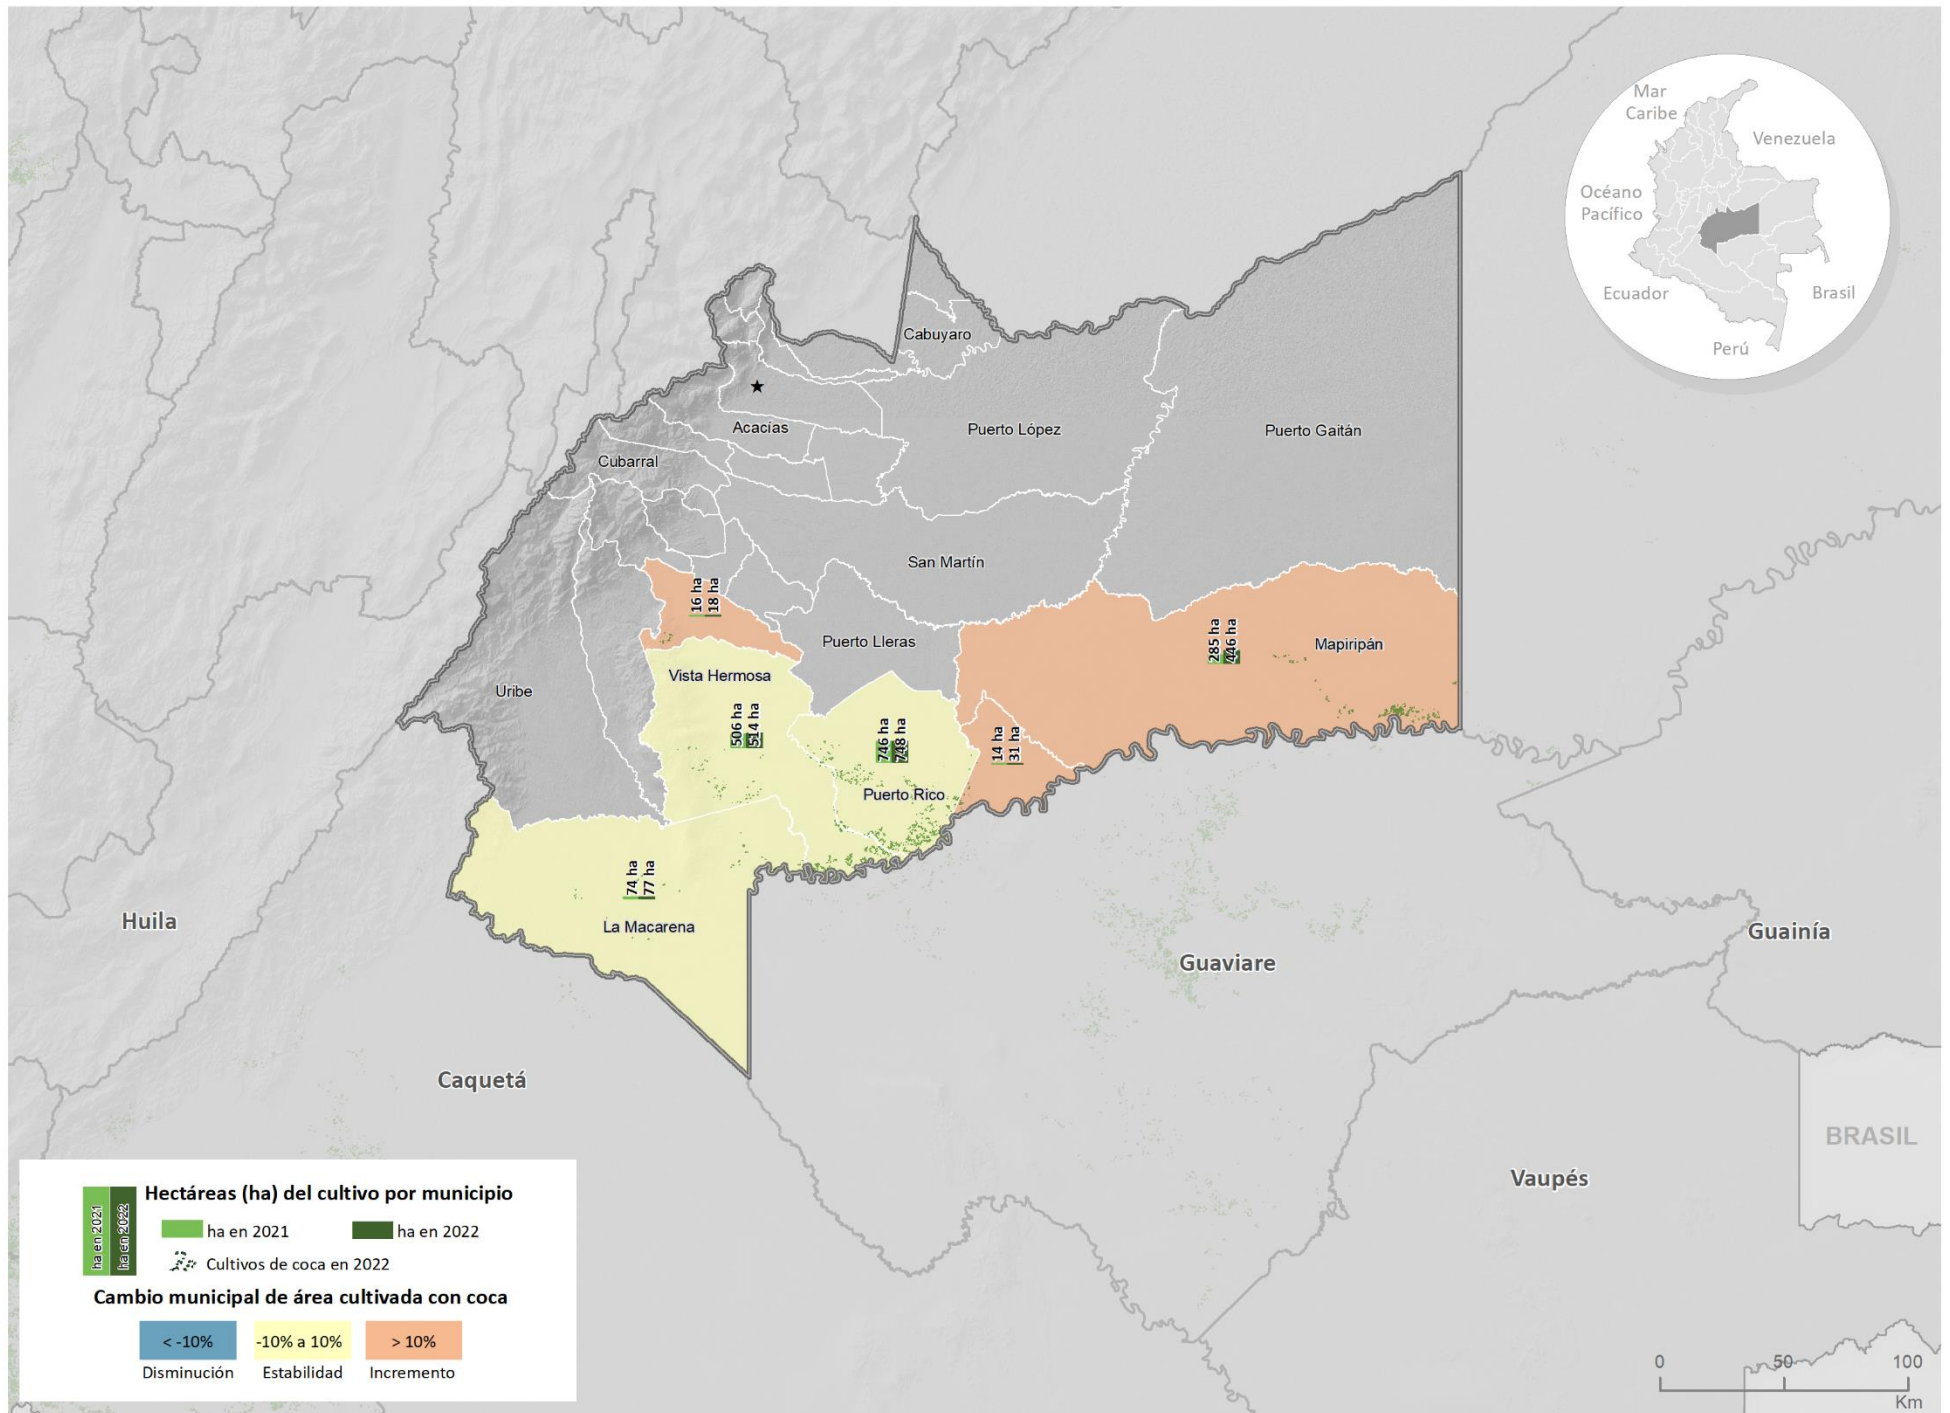 Mar
Caribe
Venezuela
Océano
Pacífico
Ecuador
Brasil
Perú
Cabuyaro
Acacías
Puerto López
Puerto Gaitán
Cubarral
San Martín
16 ha
18 ha
Puerto Lleras
285 ha
446 ha
Mapiripán
Vista Hermosa
Uribe
506 ha
514 ha
746 ha
748 ha
14 ha
31 ha
Puerto Rico
74 ha
77 ha
La Macarena
Huila
Guaviare
Guainía
Caquetá
BRASIL
Vaupés
Hectáreas (ha) del cultivo por municipio
ha en 2021
ha en 2022
ha en 2021
ha en 2022
Cultivos de coca en 2022
Cambio municipal de área cultivada con coca
< -10%
-10% a 10%
> 10%
Disminución
Estabilidad
Incremento
0
50
100
Km